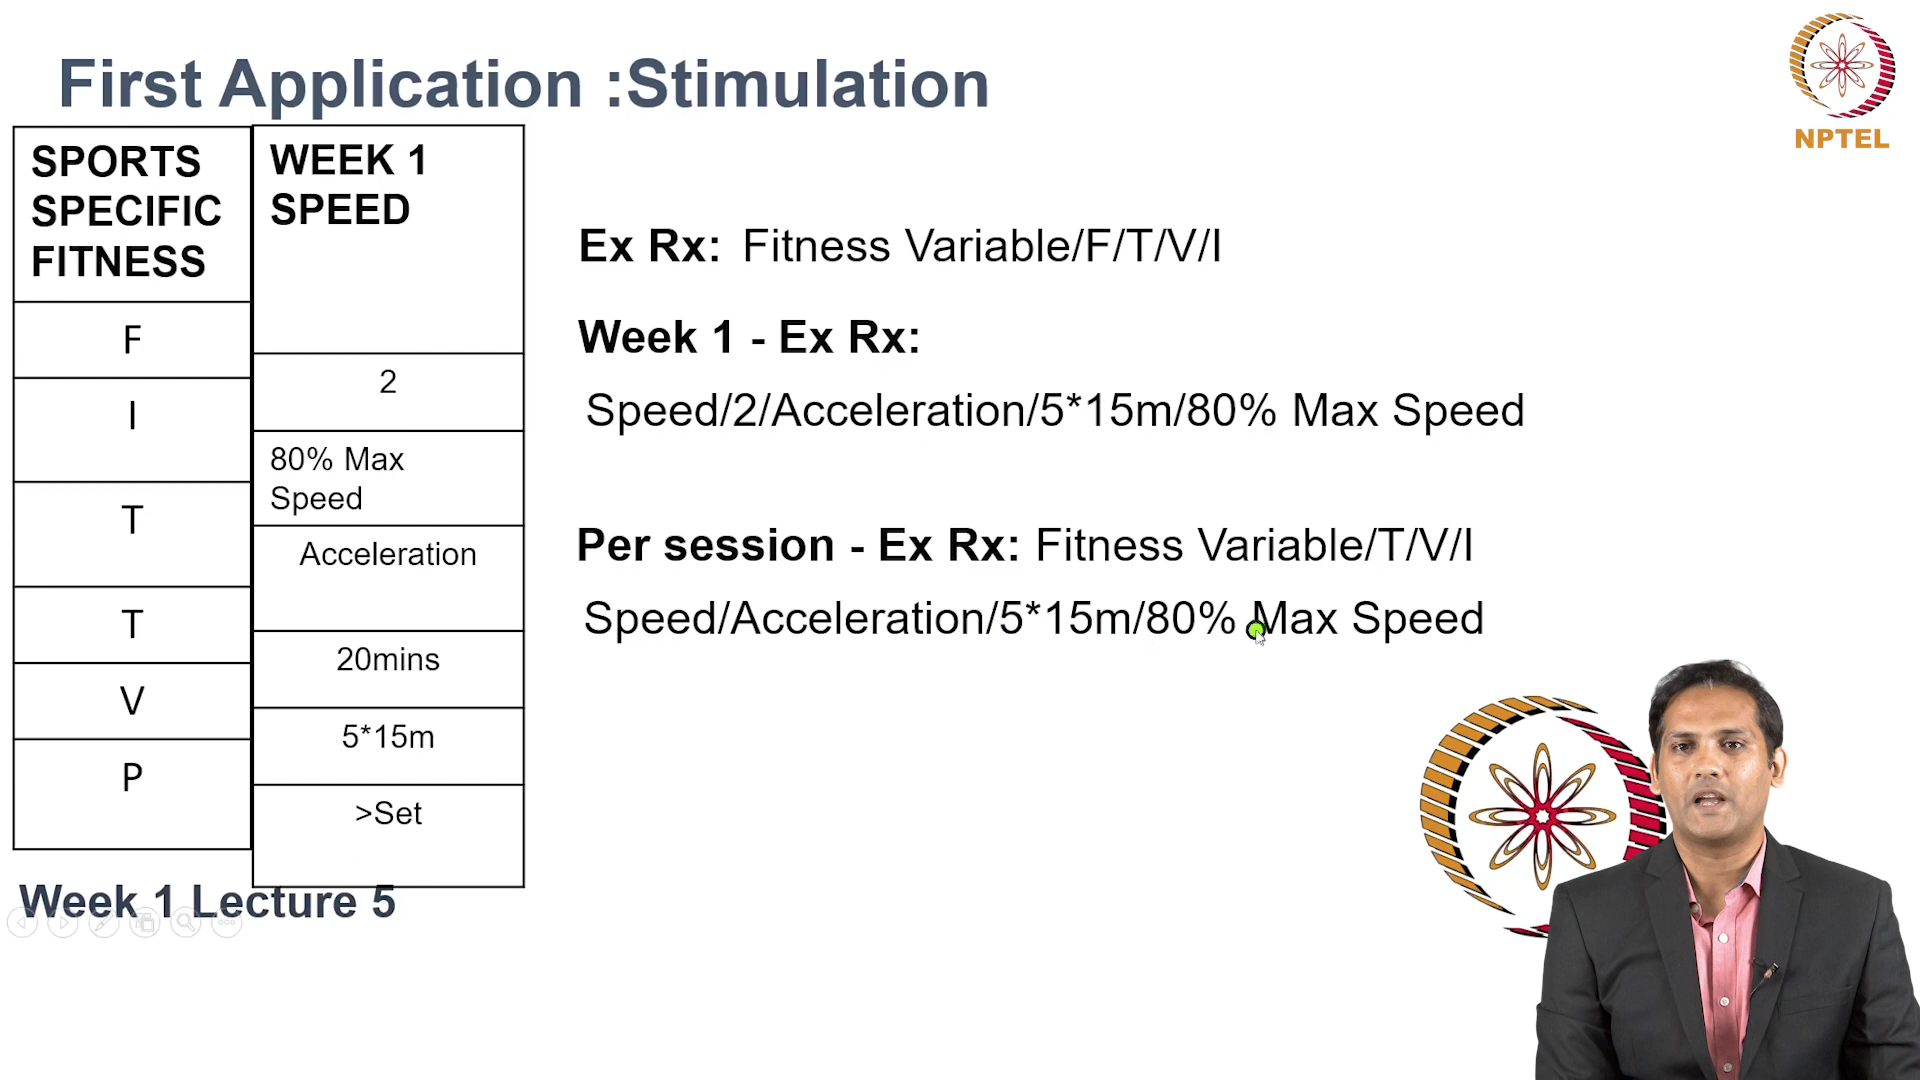 First Application :Stimulation
NPTEL
SPORTS
SPECIFIC
FITNESS
F
I
T
T
V
P
WEEK 1
SPEED
2
80% Max
Speed
Acceleration
20mins
5*15m
>Set
Ex Rx: Fitness Variable/F/T/V/I
Week 1 - Ex Rx:
Speed/2/Acceleration/5*15m/80% Max Speed
Per session - Ex Rx: Fitness Variable/T/V/I
Speed/Acceleration/5*15m/80% Max Speed
Week 1 Lecture 5